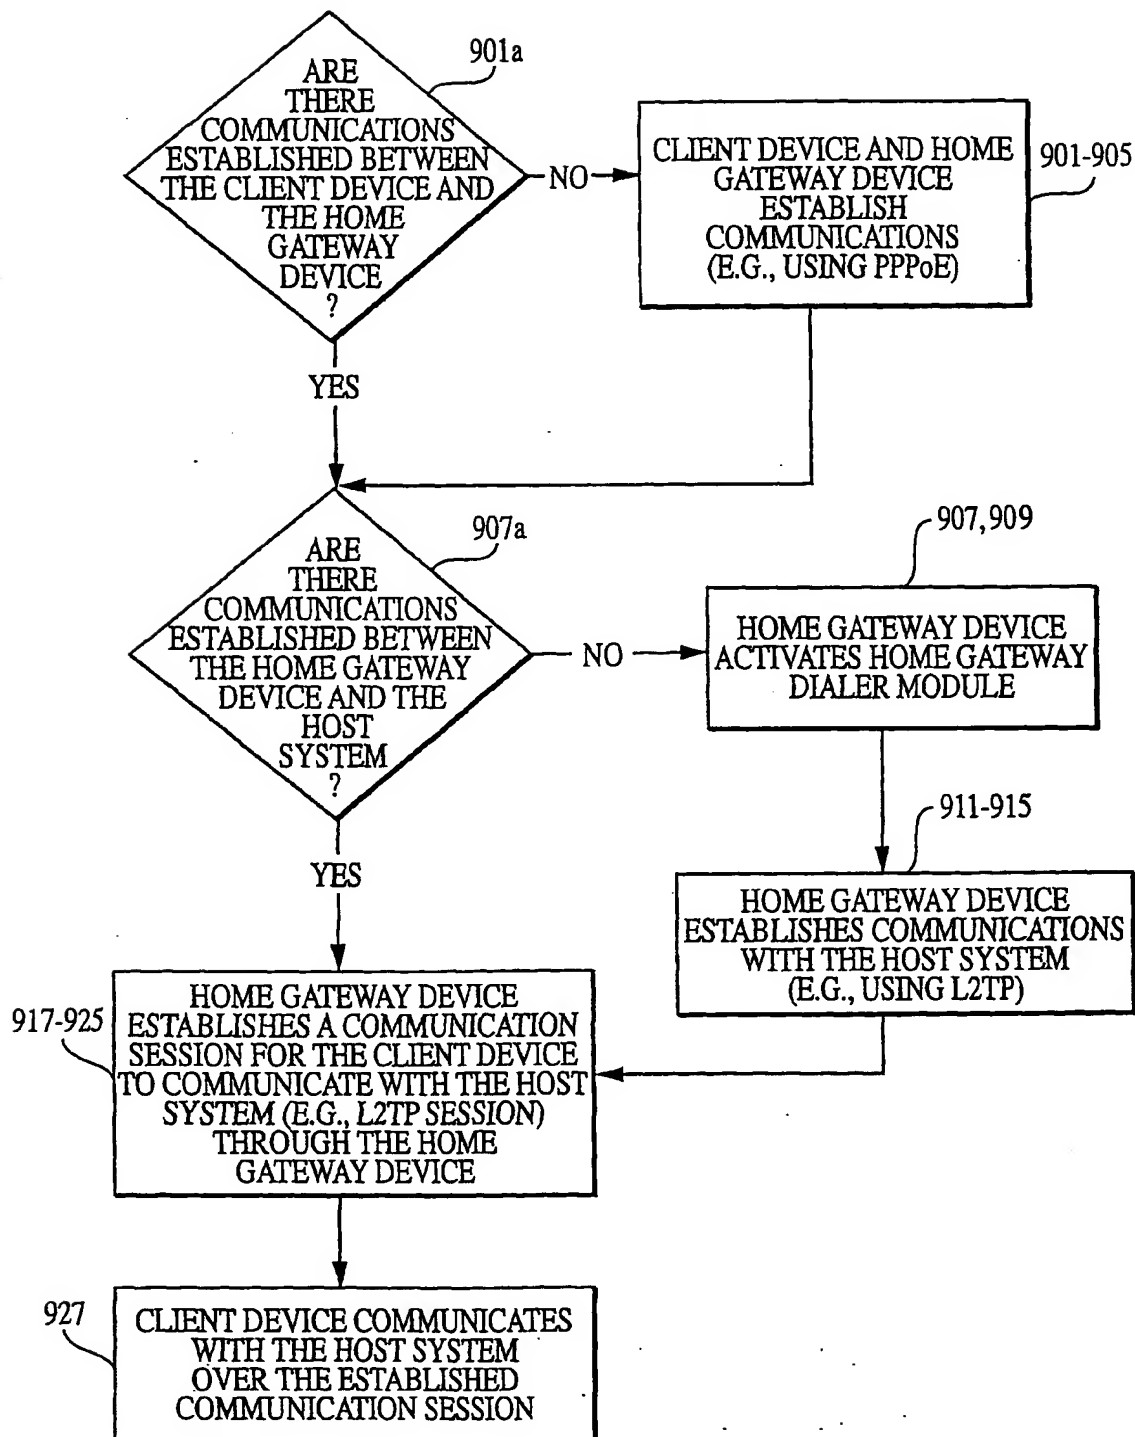 901a
ARE
THERE
COMMUNICATIONS
ESTABLISHED BETWEEN
THE CLIENT DEVICE AND
THE HOME
GATEWAY
DEVICE
?
NO
CLIENT DEVICE AND HOME
GATEWAY DEVICE
ESTABLISH
COMMUNICATIONS
(E.G., USING PPPoE)
901-905
YES
907a
ARE
THERE
COMMUNICATIONS
ESTABLISHED BETWEEN
THE HOME GATEWAY
DEVICE AND THE
HOST
SYSTEM
?
NO
907,909
HOME GATEWAY DEVICE
ACTIVATES HOME GATEWAY
DIALER MODULE
911-915
HOME GATEWAY DEVICE
ESTABLISHES COMMUNICATIONS
WITH THE HOST SYSTEM
(E.G., USING L2TP)
YES
917-925
HOME GATEWAY DEVICE
ESTABLISHES A COMMUNICATION
SESSION FOR THE CLIENT DEVICE
TO COMMUNICATE WITH THE HOST
SYSTEM (E.G., L2TP SESSION)
THROUGH THE HOME
GATEWAY DEVICE
927
CLIENT DEVICE COMMUNICATES
WITH THE HOST SYSTEM
OVER THE ESTABLISHED
COMMUNICATION SESSION